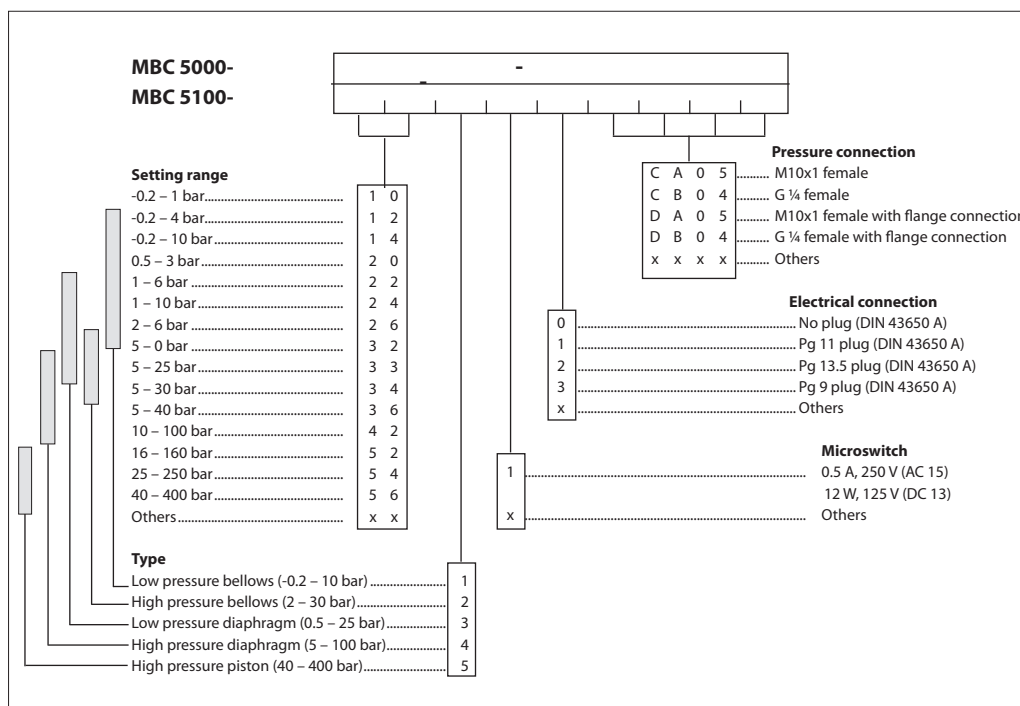 MBC 5000-
-
-
MBC 5100-
Setting range
-0.2 – 1 bar 1 0
-0.2 – 4 bar 1 2
-0.2 – 10 bar 1 4
0.5 – 3 bar 2 0
1 – 6 bar 2 2
1 – 10 bar 2 4
2 – 6 bar 2 6
5 – 0 bar 3 2
5 – 25 bar 3 3
5 – 30 bar 3 4
5 – 40 bar 3 6
10 – 100 bar 4 2
16 – 160 bar 5 2
25 – 250 bar 5 4
40 – 400 bar 5 6
Others x x
Type
Low pressure bellows (-0.2 – 10 bar) 1
High pressure bellows (2 – 30 bar) 2
Low pressure diaphragm (0.5 – 25 bar) 3
High pressure diaphragm (5 – 100 bar) 4
High pressure piston (40 – 400 bar) 5
Pressure connection
C A 0 5 M10x1 female
C B 0 4 G ¼ female
D A 0 5 M10x1 female with flange connection
D B 0 4 G ¼ female with flange connection
x x x x Others
Electrical connection
0 No plug (DIN 43650 A)
1 Pg 11 plug (DIN 43650 A)
2 Pg 13.5 plug (DIN 43650 A)
3 Pg 9 plug (DIN 43650 A)
x Others
Microswitch
1 0.5 A, 250 V (AC 15)
12 W, 125 V (DC 13)
x Others